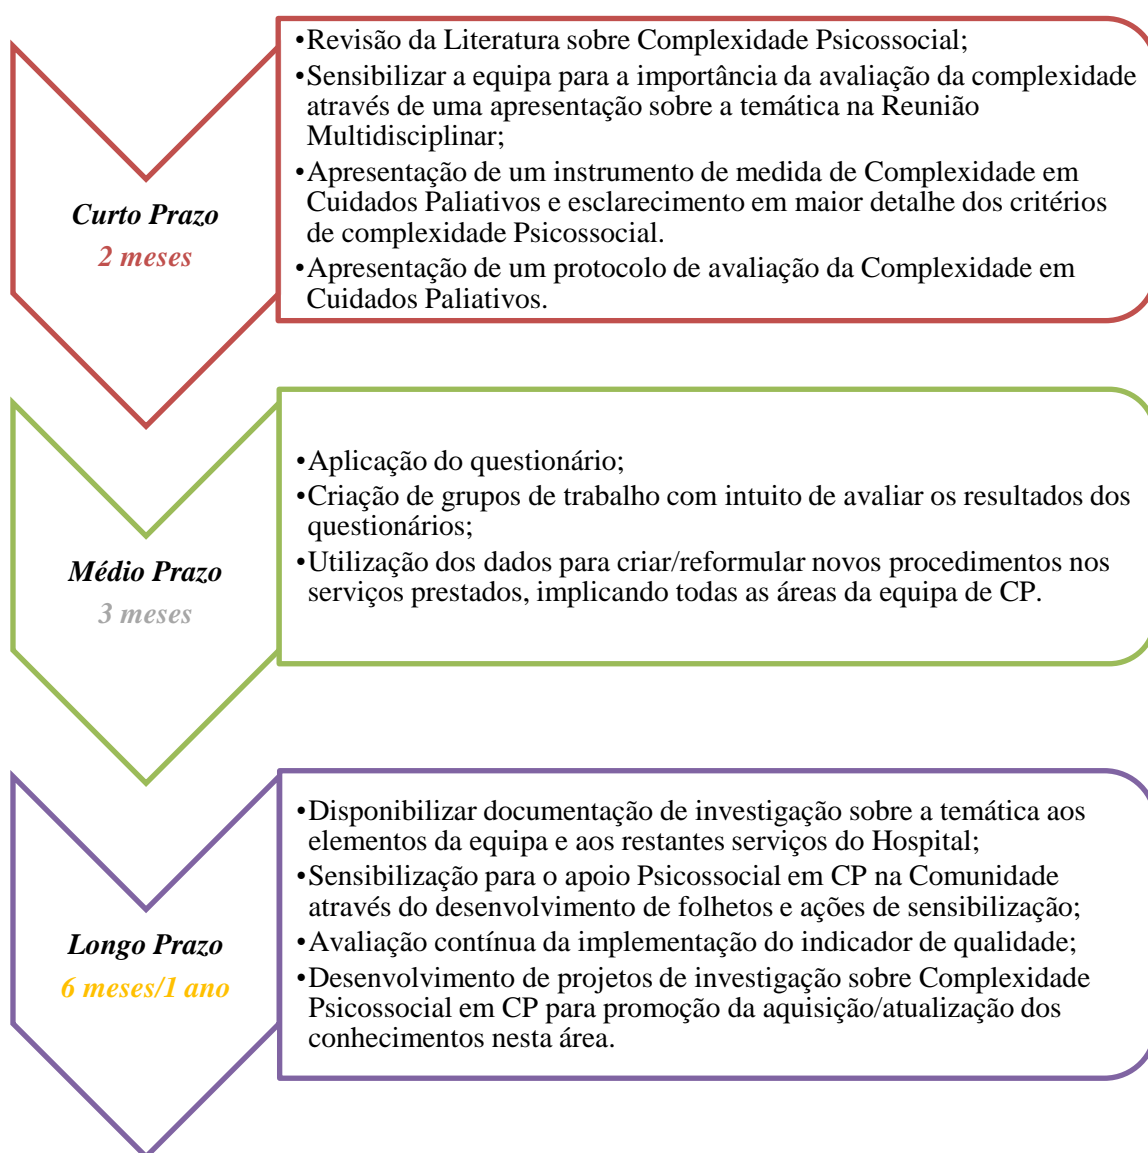 Curto Prazo
2 meses
•Revisão da Literatura sobre Complexidade Psicossocial;
•Sensibilizar a equipa para a importância da avaliação da complexidade
através de uma apresentação sobre a temática na Reunião
Multidisciplinar;
•Apresentação de um instrumento de medida de Complexidade em
Cuidados Paliativos e esclarecimento em maior detalhe dos critérios
de complexidade Psicossocial.
•Apresentação de um protocolo de avaliação da Complexidade em
Cuidados Paliativos.
Médio Prazo
3 meses
•Aplicação do questionário;
•Criação de grupos de trabalho com intuito de avaliar os resultados dos
questionários;
•Utilização dos dados para criar/reformular novos procedimentos nos
serviços prestados, implicando todas as áreas da equipa de CP.
Longo Prazo
6 meses/1 ano
•Disponibilizar documentação de investigação sobre a temática aos
elementos da equipa e aos restantes serviços do Hospital;
•Sensibilização para o apoio Psicossocial em CP na Comunidade
através do desenvolvimento de folhetos e ações de sensibilização;
•Avaliação contínua da implementação do indicador de qualidade;
•Desenvolvimento de projetos de investigação sobre Complexidade
Psicossocial em CP para promoção da aquisição/atualização dos
conhecimentos nesta área.